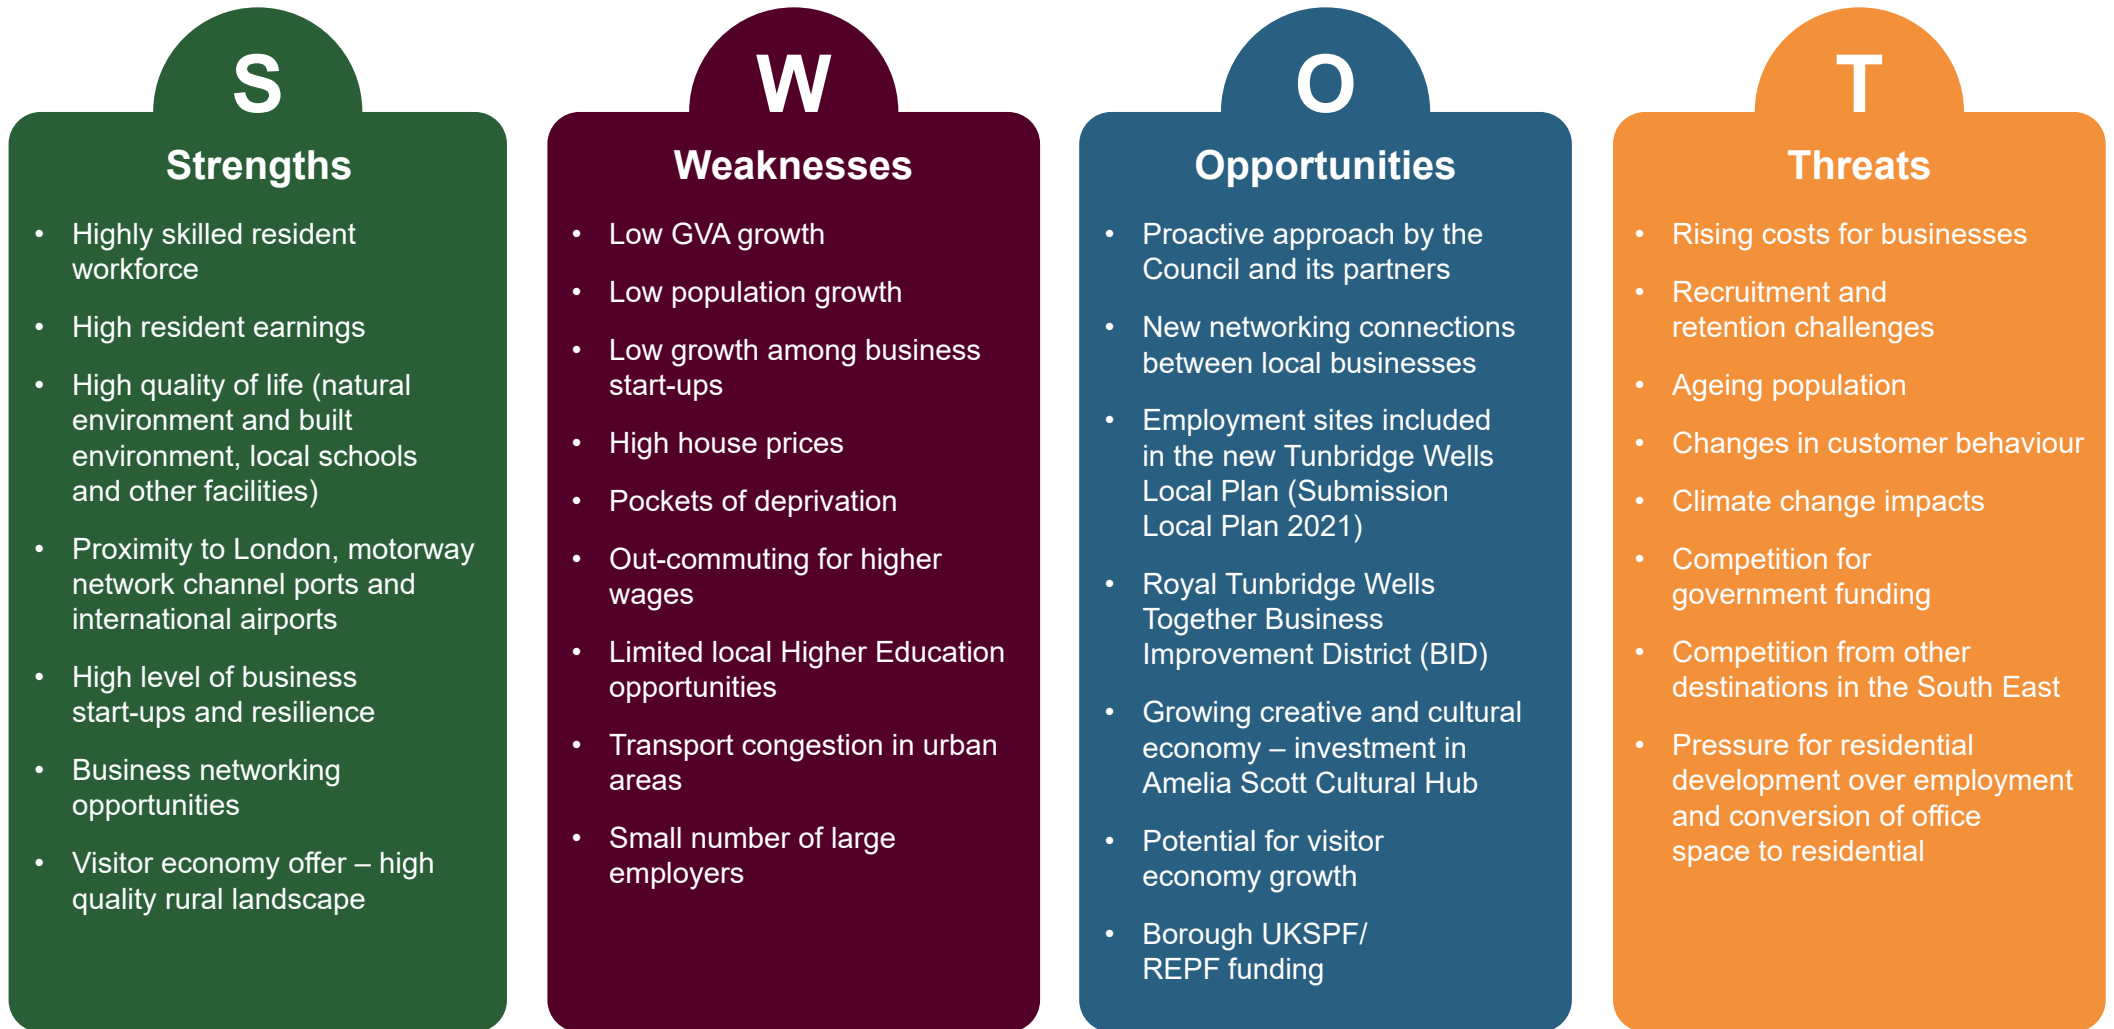 S
Strengths
• Highly skilled resident
workforce
• High resident earnings
• High quality of life (natural
environment and built
environment, local schools
and other facilities)
• Proximity to London, motorway
network channel ports and
international airports
• High level of business
start-ups and resilience
• Business networking
opportunities
• Visitor economy offer – high
quality rural landscape
W
Weaknesses
• Low GVA growth
• Low population growth
• Low growth among business
start-ups
• High house prices
• Pockets of deprivation
• Out-commuting for higher
wages
• Limited local Higher Education
opportunities
• Transport congestion in urban
areas
• Small number of large
employers
O
Opportunities
• Proactive approach by the
Council and its partners
• New networking connections
between local businesses
• Employment sites included
in the new Tunbridge Wells
Local Plan (Submission
Local Plan 2021)
• Royal Tunbridge Wells
Together Business
Improvement District (BID)
• Growing creative and cultural
economy – investment in
Amelia Scott Cultural Hub
• Potential for visitor
economy growth
• Borough UKSPF/
REPF funding
T
Threats
• Rising costs for businesses
• Recruitment and
retention challenges
• Ageing population
• Changes in customer behaviour
• Climate change impacts
• Competition for
government funding
• Competition from other
destinations in the South East
• Pressure for residential
development over employment
and conversion of office
space to residential